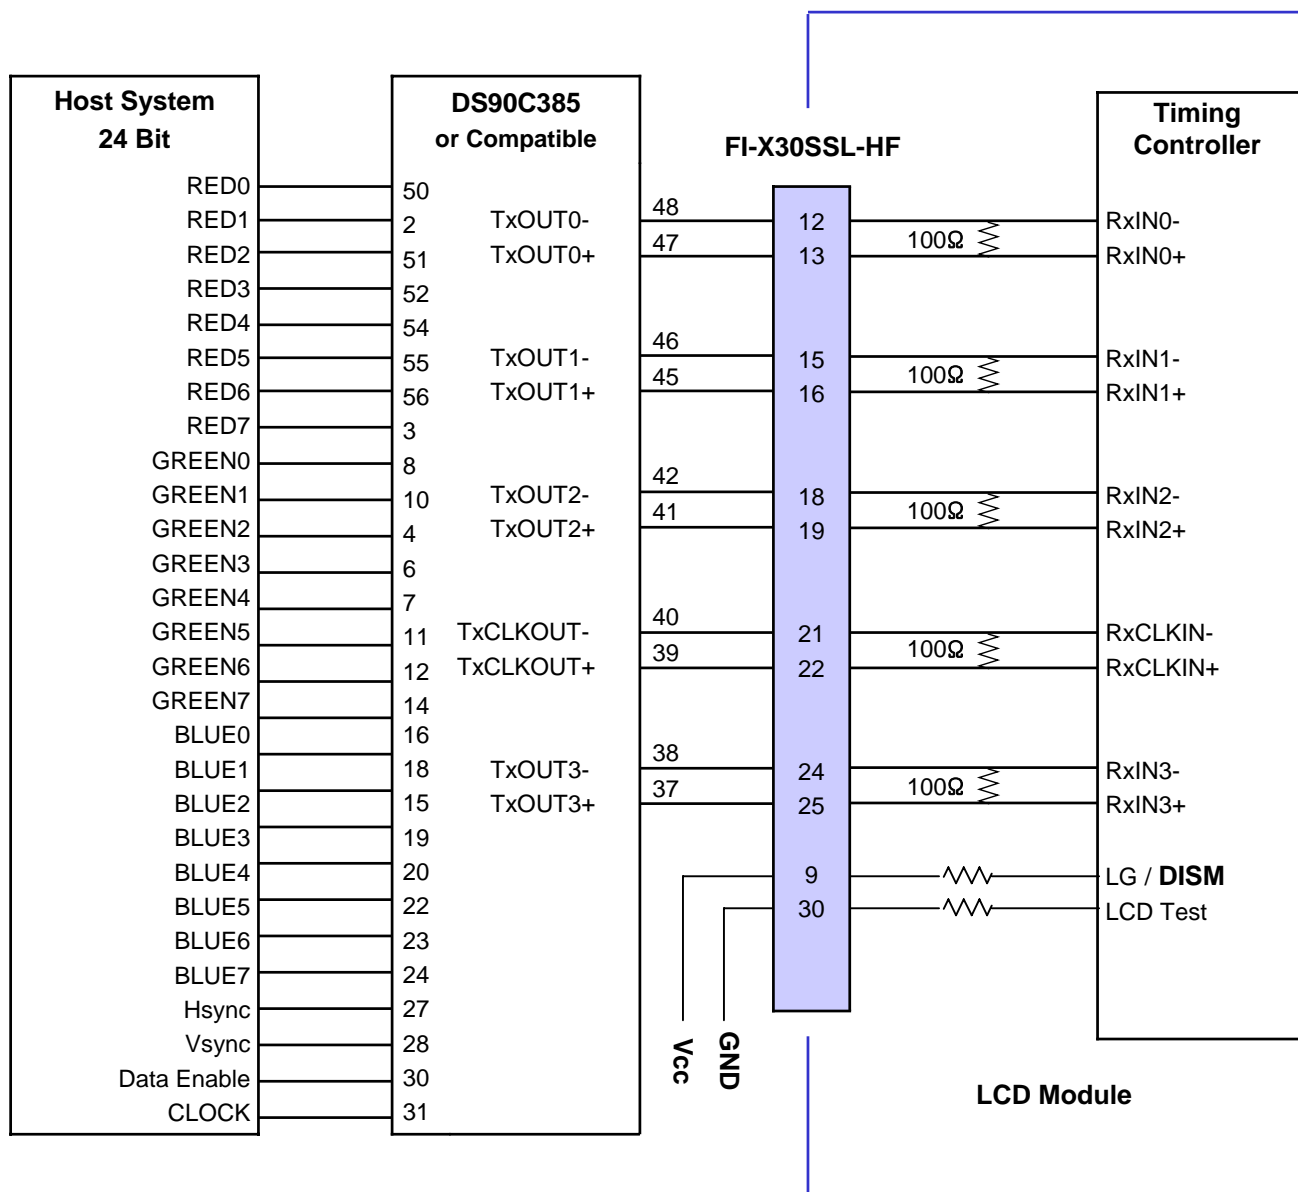 Host System
24 Bit
RED0
RED1
RED2
RED3
RED4
RED5
RED6
RED7
GREEN0
GREEN1
GREEN2
GREEN3
GREEN4
GREEN5
GREEN6
GREEN7
BLUE0
BLUE1
BLUE2
BLUE3
BLUE4
BLUE5
BLUE6
BLUE7
Hsync
Vsync
Data Enable
CLOCK
DS90C385
or Compatible
50
2
51
52
54
55
56
3
8
10
4
6
7
11
12
14
16
18
15
19
20
22
23
24
27
28
30
31
TxOUT0-
TxOUT0+
TxOUT1-
TxOUT1+
TxOUT2-
TxOUT2+
TxCLKOUT-
TxCLKOUT+
TxOUT3-
TxOUT3+
48
47
46
45
42
41
40
39
38
37
Vcc
GND
FI-X30SSL-HF
12
13
15
16
18
19
21
22
24
25
9
30
100Ω
100Ω
100Ω
100Ω
100Ω
Timing
Controller
RxIN0-
RxIN0+
RxIN1-
RxIN1+
RxIN2-
RxIN2+
RxCLKIN-
RxCLKIN+
RxIN3-
RxIN3+
LG / DISM
LCD Test
LCD Module